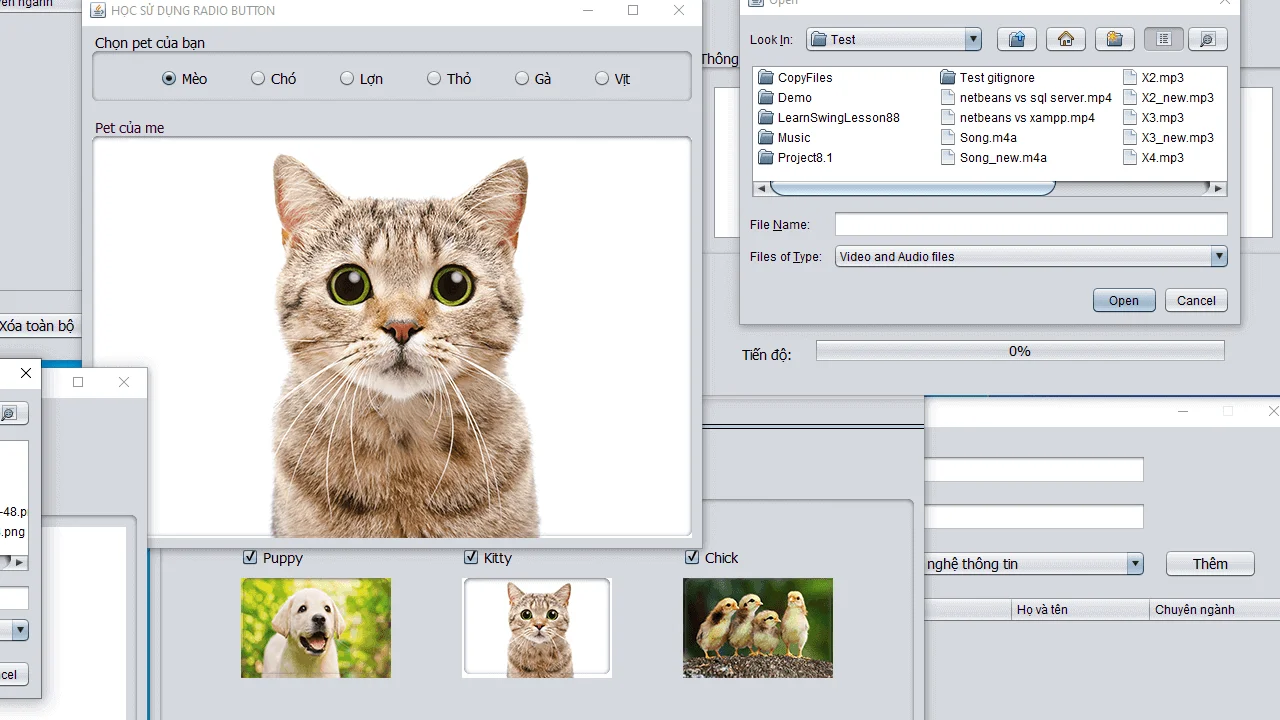 HỌC SỬ DỤNG RADIO BUTTON
Chọn pet của bạn
Mèo Chó Lợn Thỏ Gà Vịt
Pet của me
Xóa toàn bộ
-48.p
.png
cel
Puppy Kitty Chick
Thông
Open
Look In: Test
CopyFiles
Demo
LearnSwingLesson88
Music
Project8.1
Test gitignore
netbeans vs sql server.mp4
netbeans vs xampp.mp4
Song.m4a
Song_new.m4a
X2.mp3
X2_new.mp3
X3.mp3
X3_new.mp3
X4.mp3
File Name:
Files of Type: Video and Audio files
Open Cancel
Tiến độ: 0%
nghệ thông tin Thêm
Họ và tên Chuyên ngành